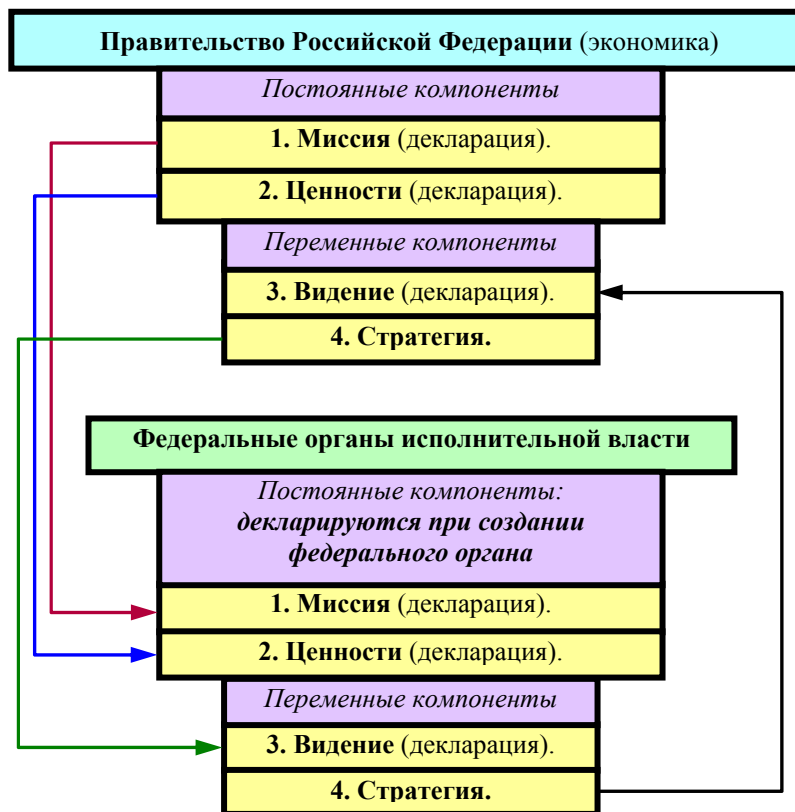 Правительство Российской Федерации (экономика)
Постоянные компоненты
1. Миссия (декларация).
2. Ценности (декларация).
Переменные компоненты
3. Видение (декларация).
4. Стратегия.
Федеральные органы исполнительной власти
Постоянные компоненты:
декларируются при создании
федерального органа
1. Миссия (декларация).
2. Ценности (декларация).
Переменные компоненты
3. Видение (декларация).
4. Стратегия.